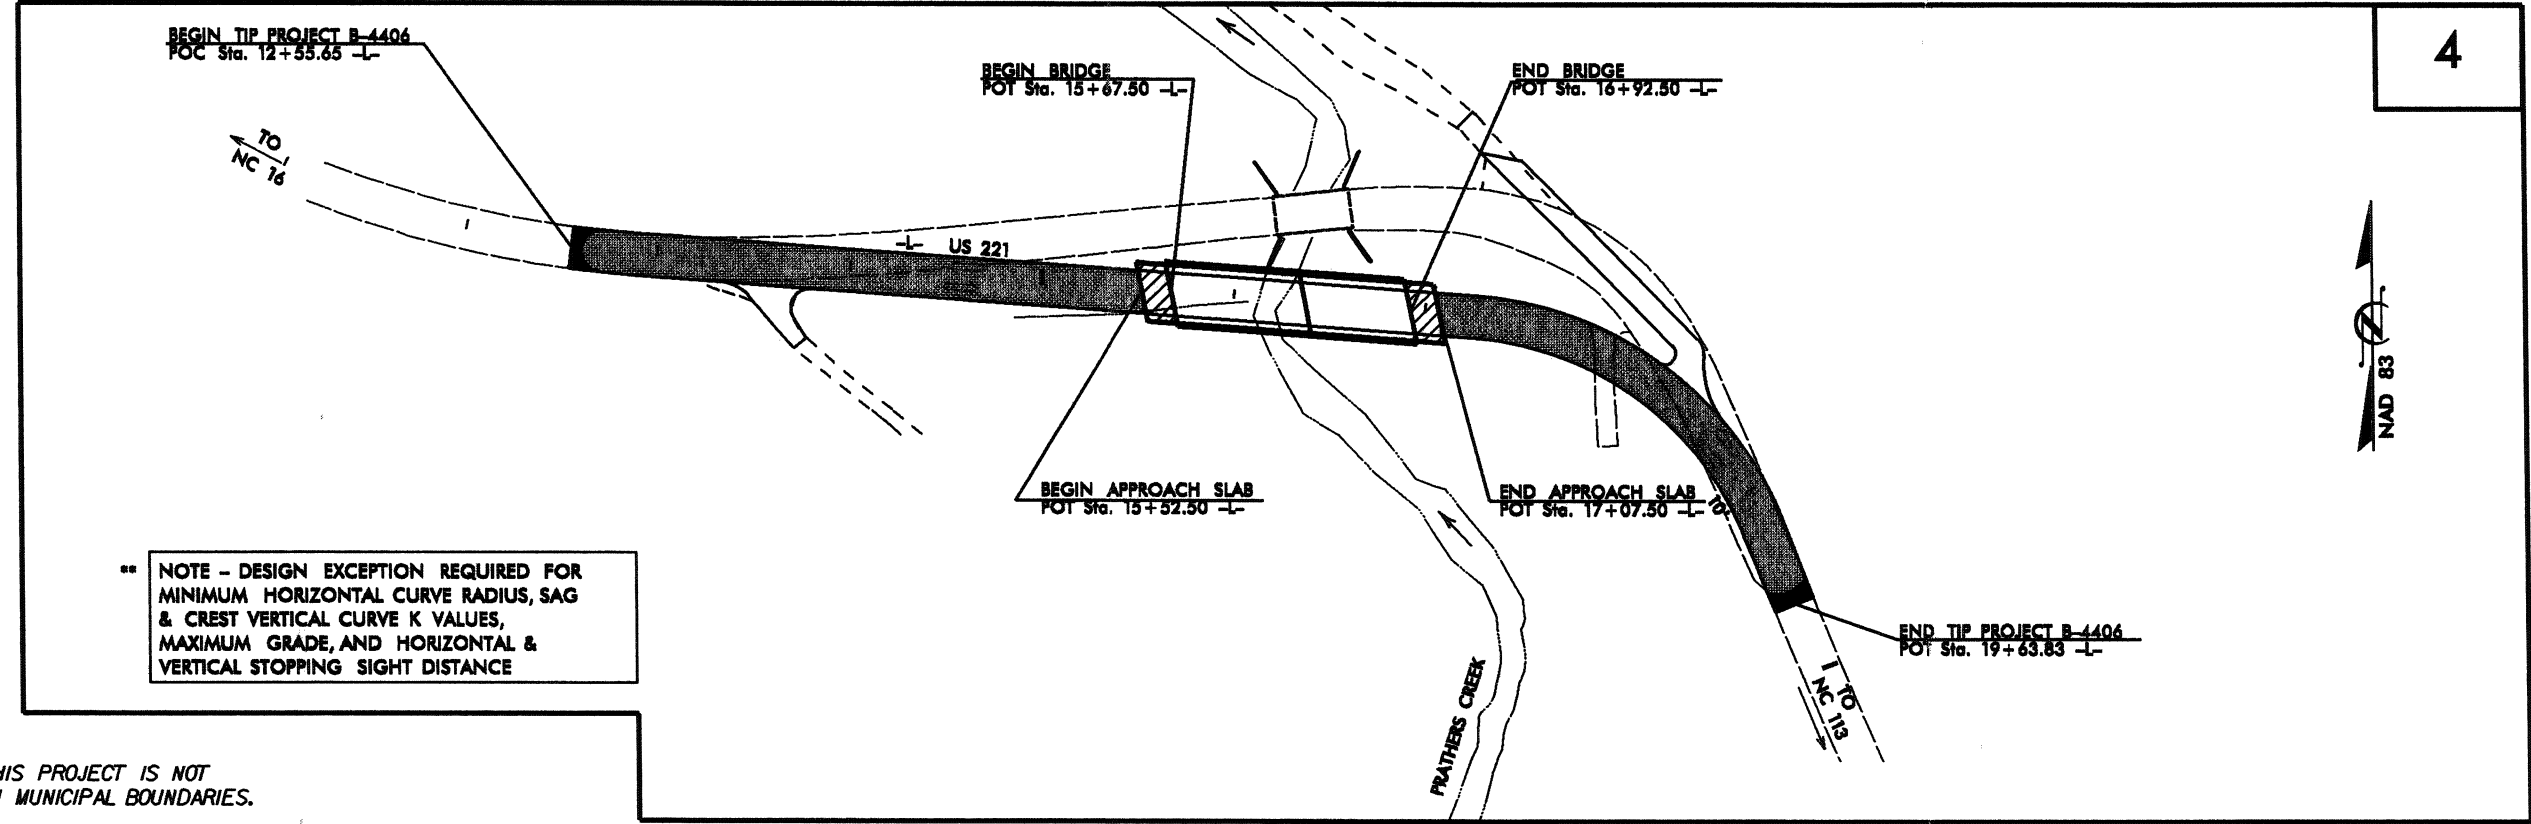 4
BEGIN TIP PROJECT B-4406
POC Sta. 12+55.65 -L-
BEGIN BRIDGE
POT Sta. 15+67.50 -L-
END BRIDGE
POT Sta. 16+92.50 -L-
TO
NC 16
-L- US 221
NAD 83
BEGIN APPROACH SLAB
POT Sta. 15+52.50 -L-
END APPROACH SLAB
POT Sta. 17+07.50 -L-
** NOTE - DESIGN EXCEPTION REQUIRED FOR
MINIMUM HORIZONTAL CURVE RADIUS, SAG
& CREST VERTICAL CURVE K VALUES,
MAXIMUM GRADE, AND HORIZONTAL &
VERTICAL STOPPING SIGHT DISTANCE
END TIP PROJECT B-4406
POT Sta. 19+63.83 -L-
TO
NC 113
PRATHERS CREEK
HIS PROJECT IS NOT
MUNICIPAL BOUNDARIES.